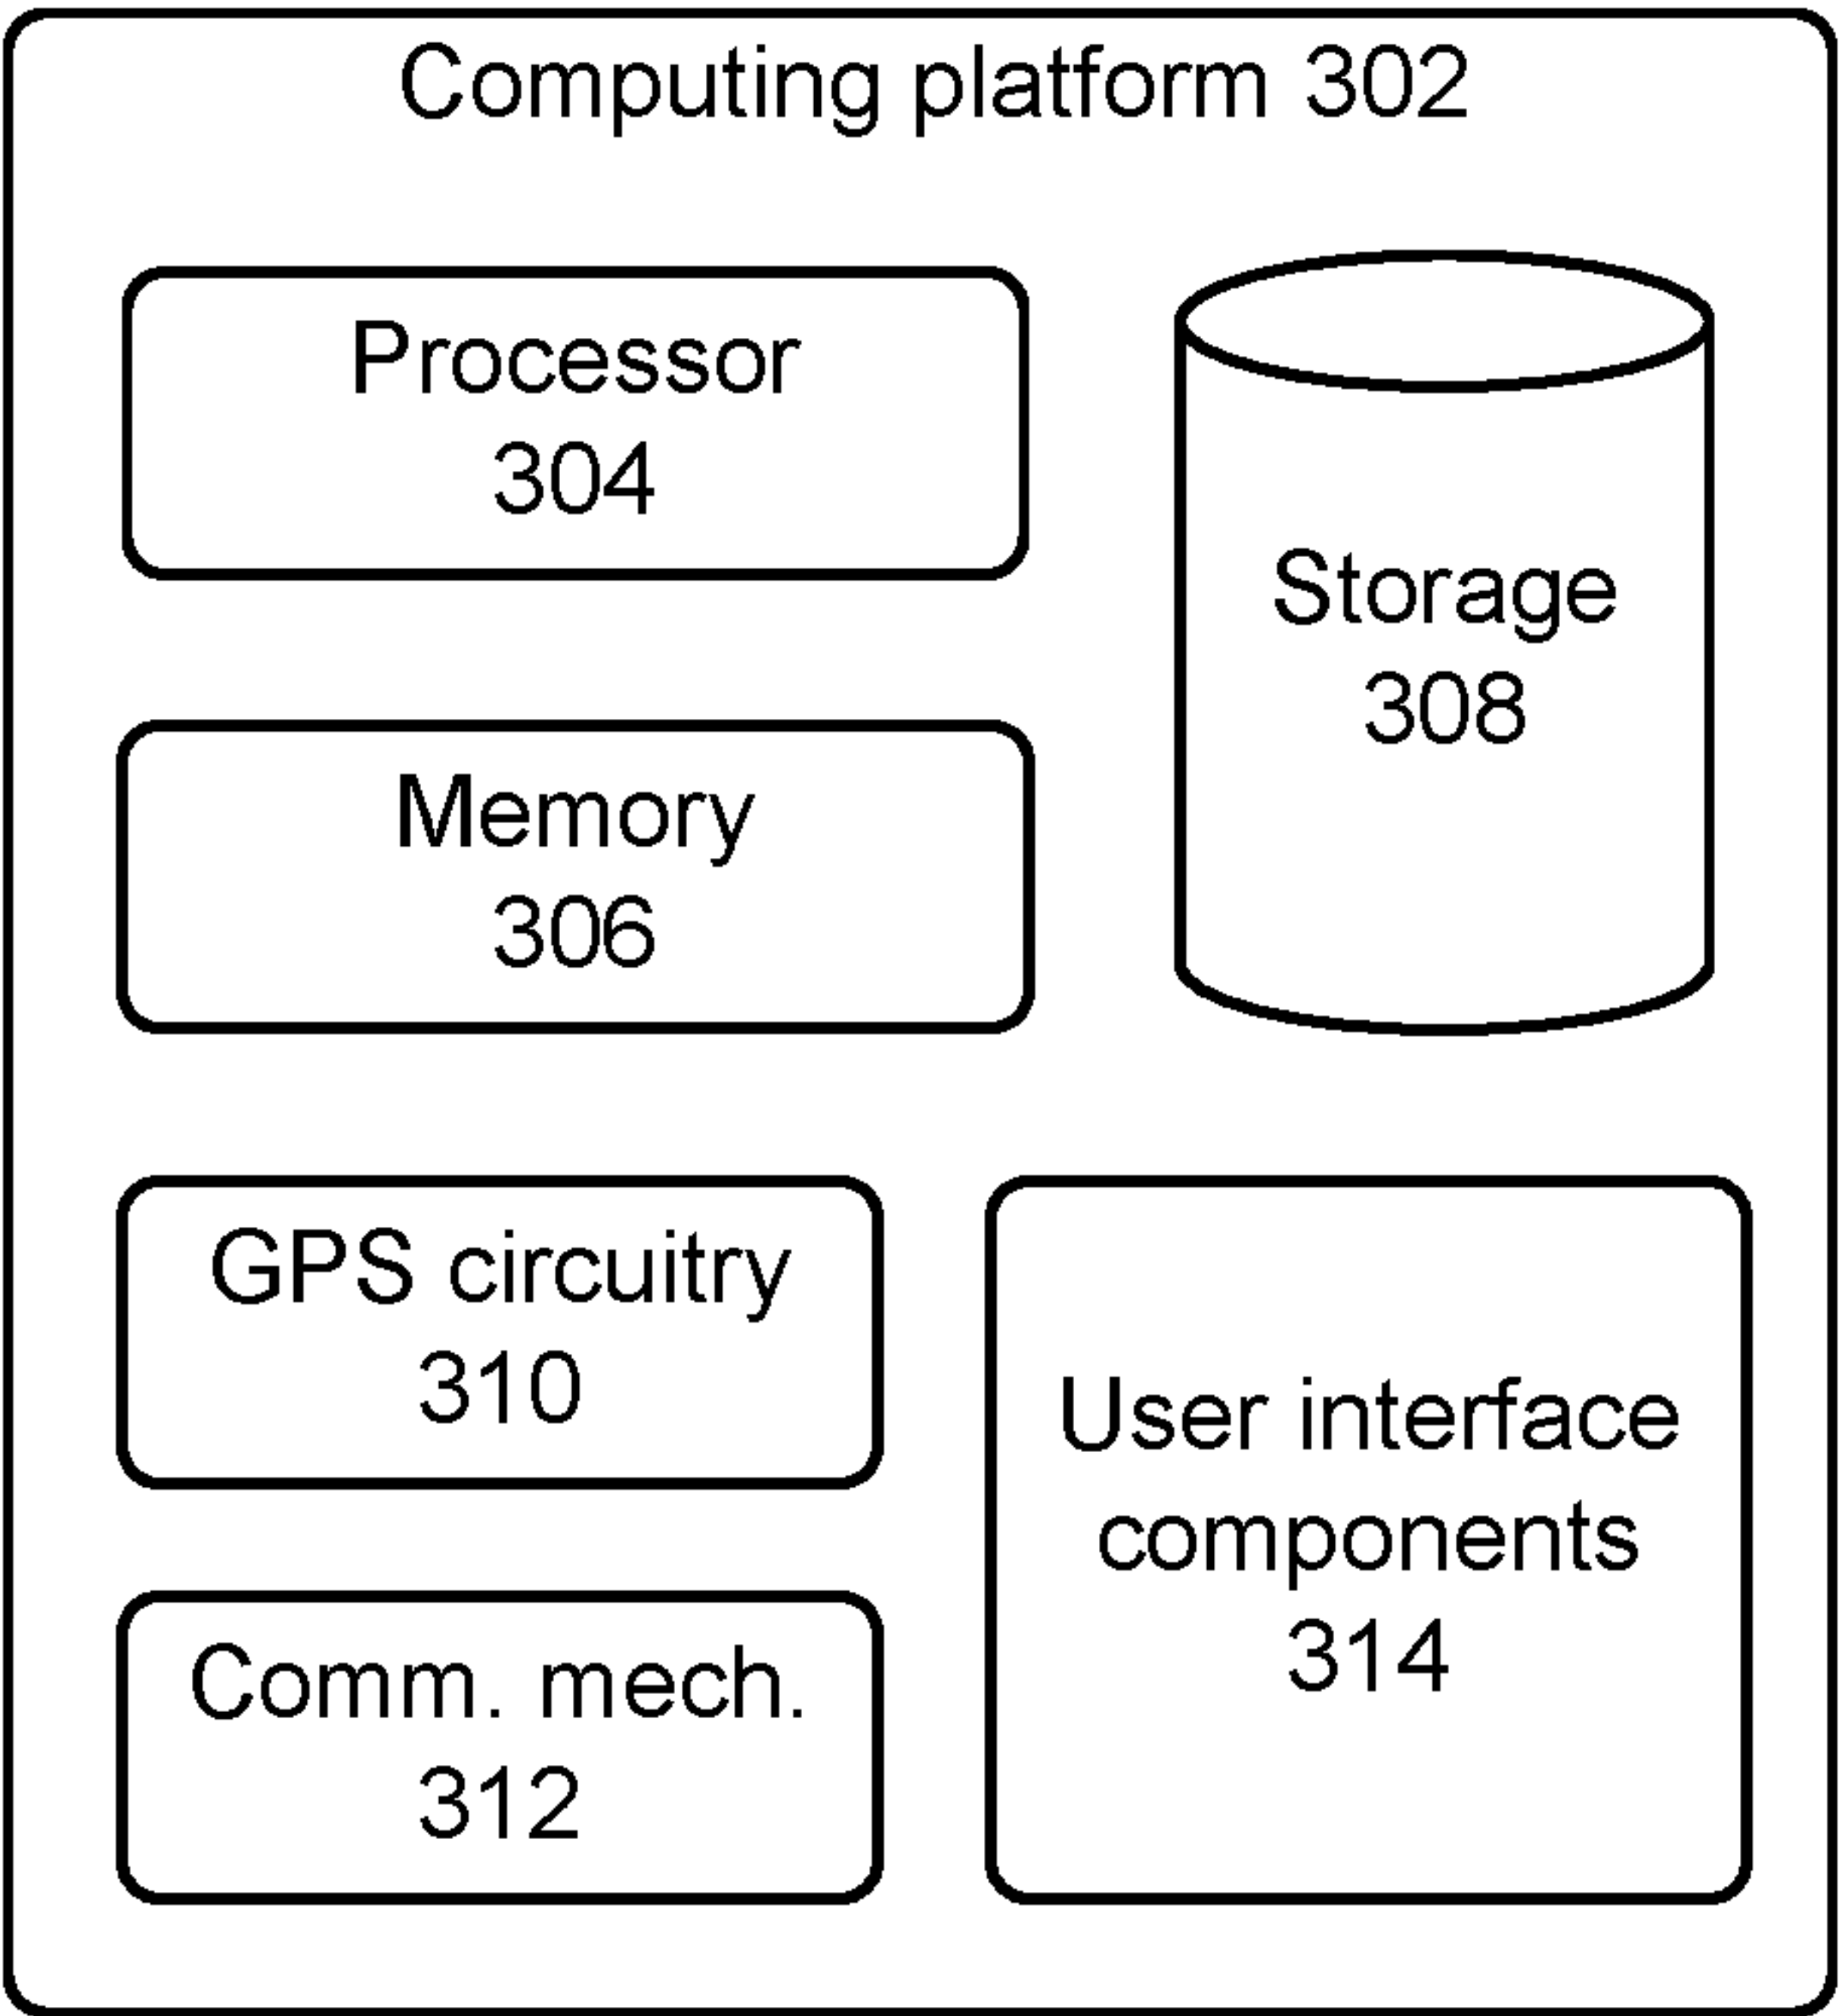 Computing platform 302
Processor
304
Storage
308
Memory
306
GPS circuitry
310
User interface
components
314
Comm. mech.
312